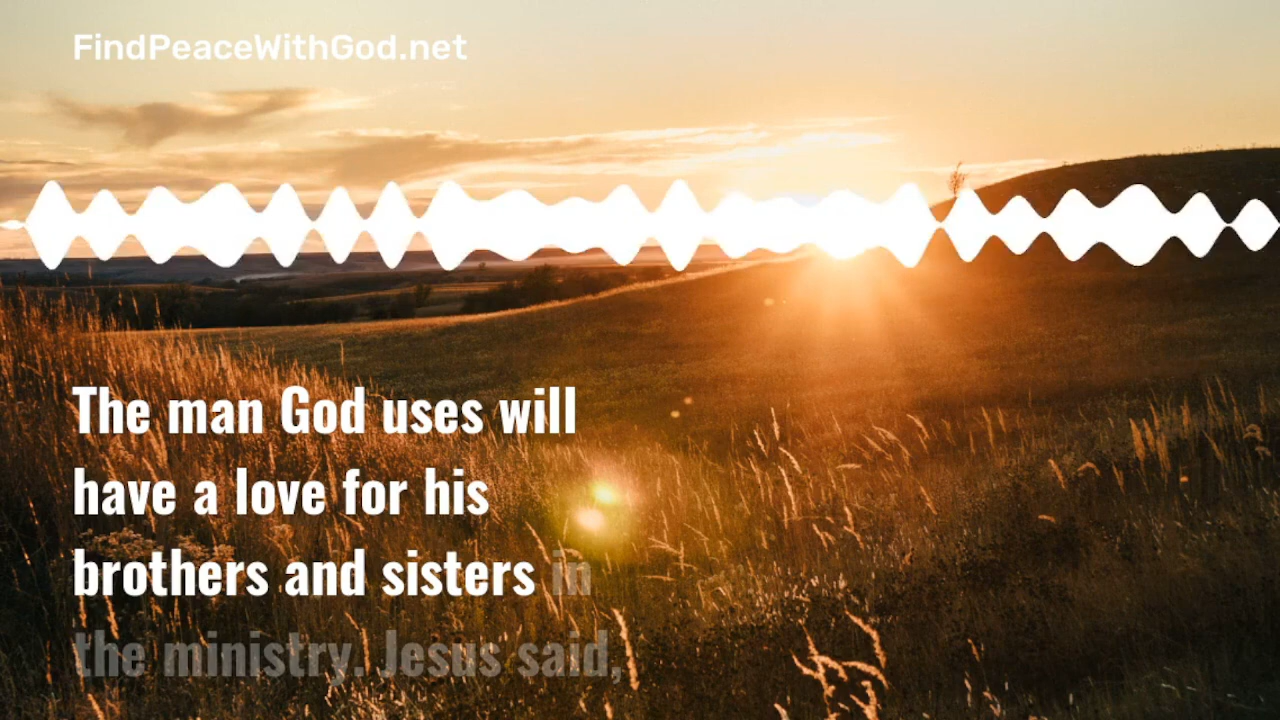 FindPeaceWithGod.net
The man God uses will
have a love for his
brothers and sisters in
the ministry. Jesus said,